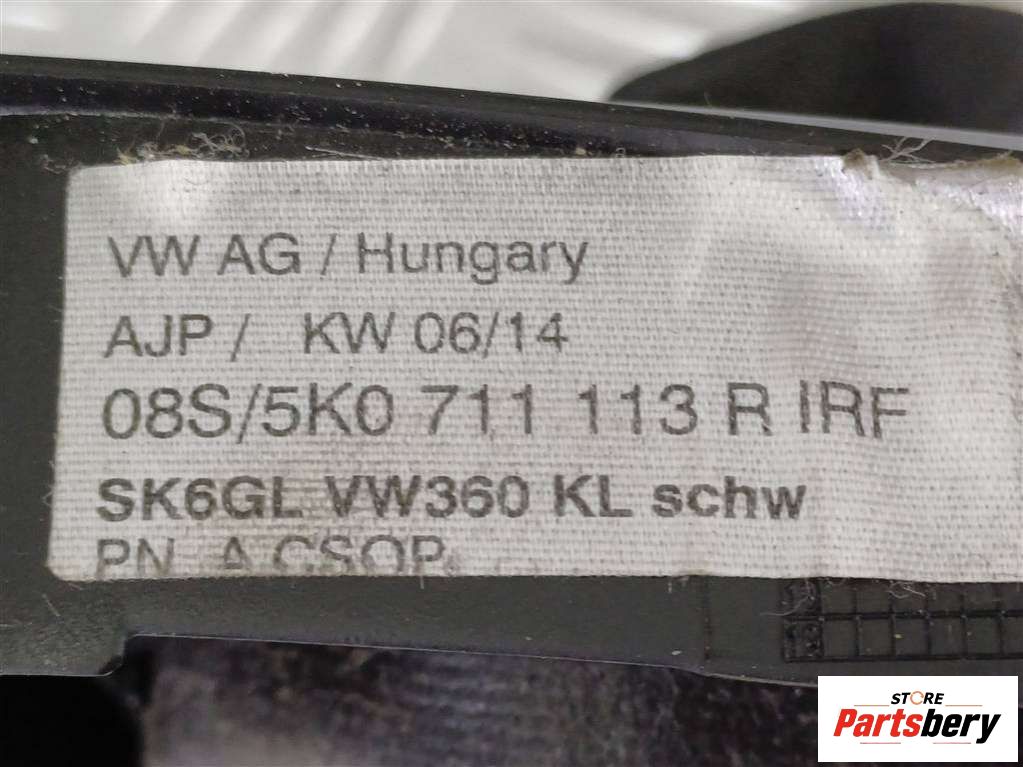 VW AG / Hungary
AJP / KW 06/14
08S/5K0 711 113 R IRF
SK6GL VW360 KL schw
PN A CSOP.
STORE
Partsbery